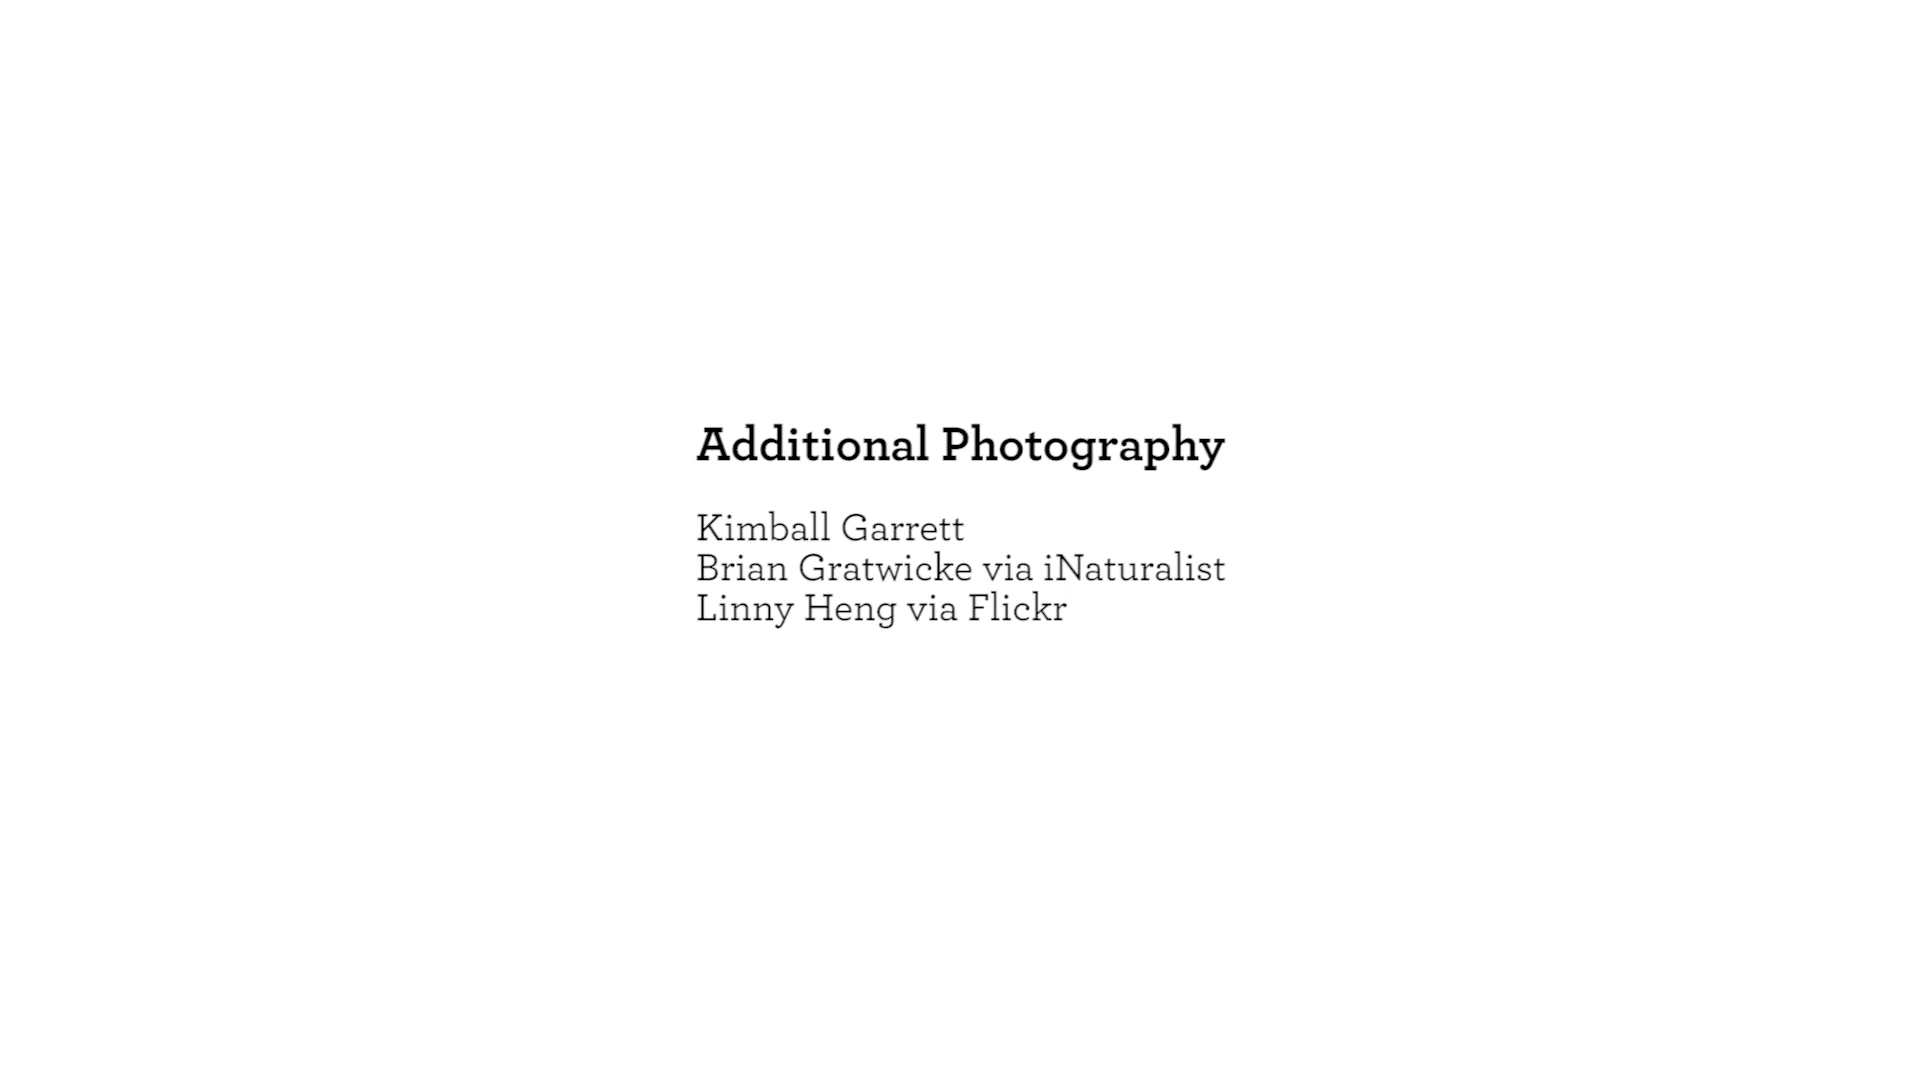 Additional Photography
Kimball Garrett
Brian Gratwicke via iNaturalist
Linny Heng via Flickr